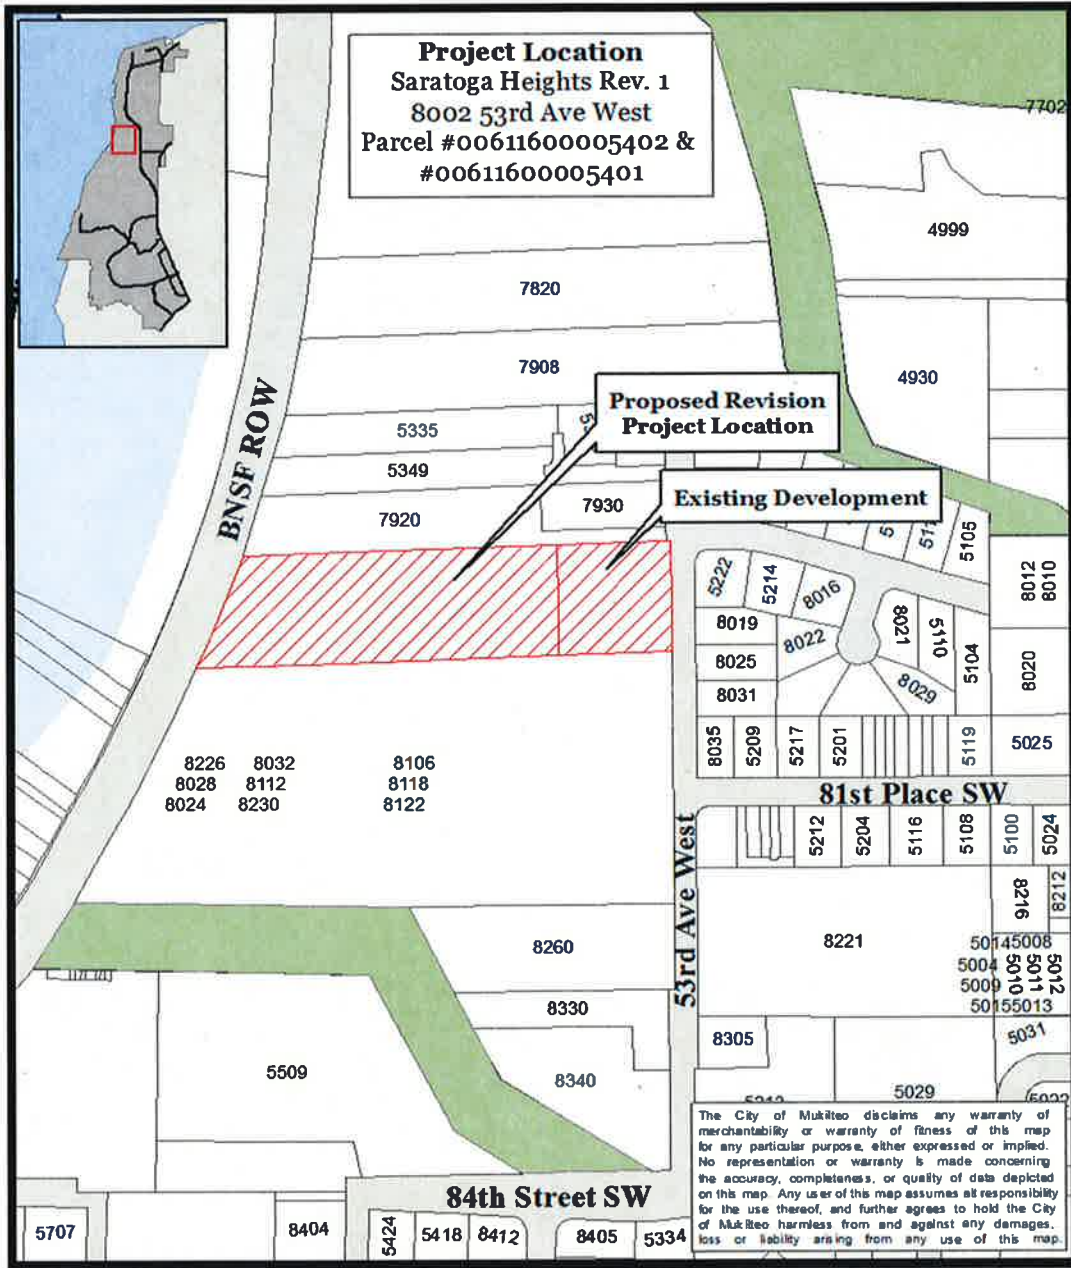 Project Location
Saratoga Heights Rev. 1
8002 53rd Ave West
Parcel #00611600005402 &
#00611600005401
7702
4999
7820
7908
4930
Proposed Revision
Project Location
5335
5349
BNSF ROW
Existing Development
7920
7930
5105
5222
5214
8016
8012
8010
8019
8022
8021
5110
5104
8020
8025
8029
8031
8035
5209
5217
5201
5119
5025
8226 8032 8106
8028 8112 8118
8024 8230 8122
81st Place SW
53rd Ave West
5212
5204
5116
5108
5100
5024
8216
8212
8221
50145008
5004
5010
5011
5012
5009
50155013
8260
8330
8305
5031
5509
8340
5029
The City of Mukilteo disclaims any warranty of
merchantability or warranty of fitness of this map
for any particular purpose, either expressed or implied.
No representation or warranty is made concerning
the accuracy, completeness, or quality of data depicted
on this map. Any user of this map assumes all responsibility
for the use thereof, and further agrees to hold the City
of Mukilteo harmless from and against any damages,
loss or liability arising from any use of this map.
84th Street SW
5707
8404
5424
5418
8412
8405
5334